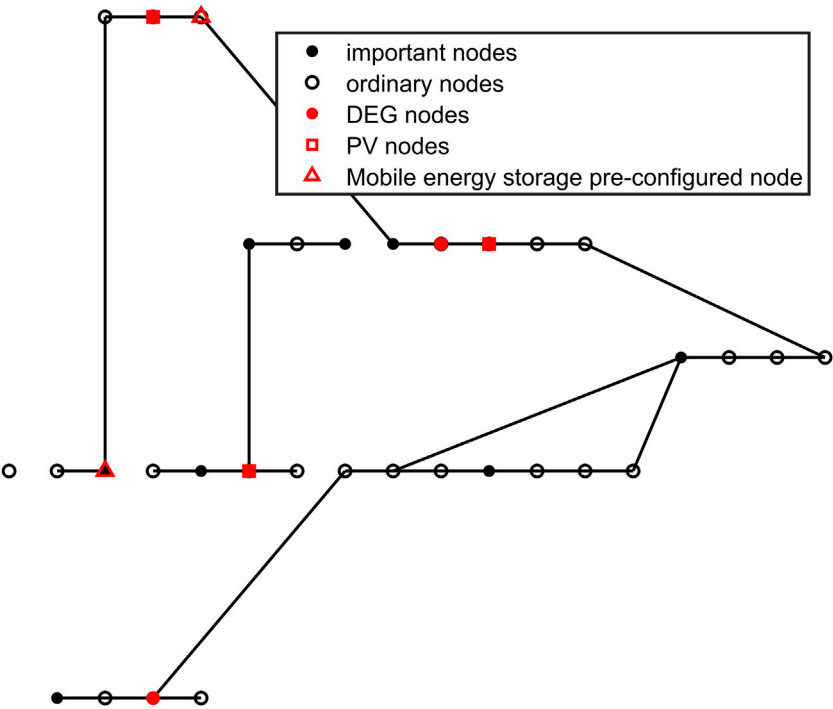 important nodes
ordinary nodes
DEG nodes
PV nodes
Mobile energy storage pre-configured node